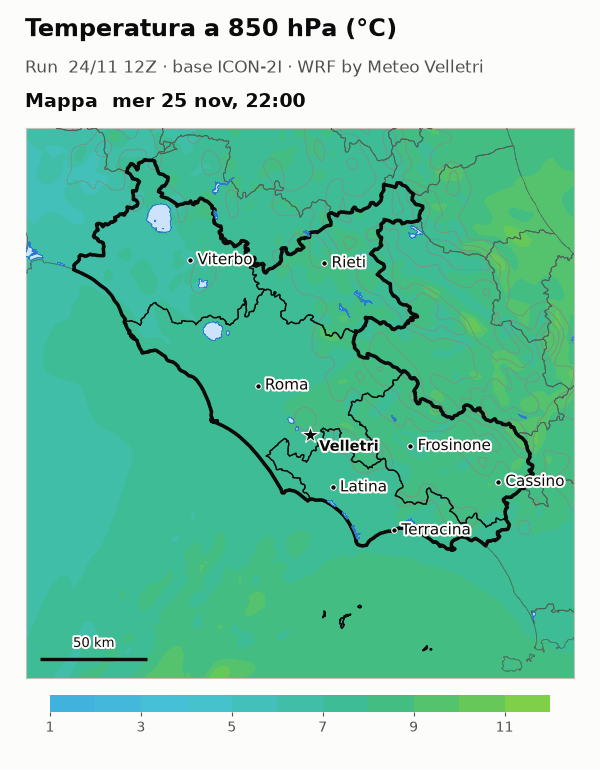 Temperatura a 850 hPa (°C)
Run  24/11 12Z · base ICON-2I · WRF by Meteo Velletri
Mappa  mer 25 nov, 22:00
Viterbo
Rieti
Roma
Velletri
Frosinone
Latina
Cassino
Terracina
50 km
1 3 5 7 9 11